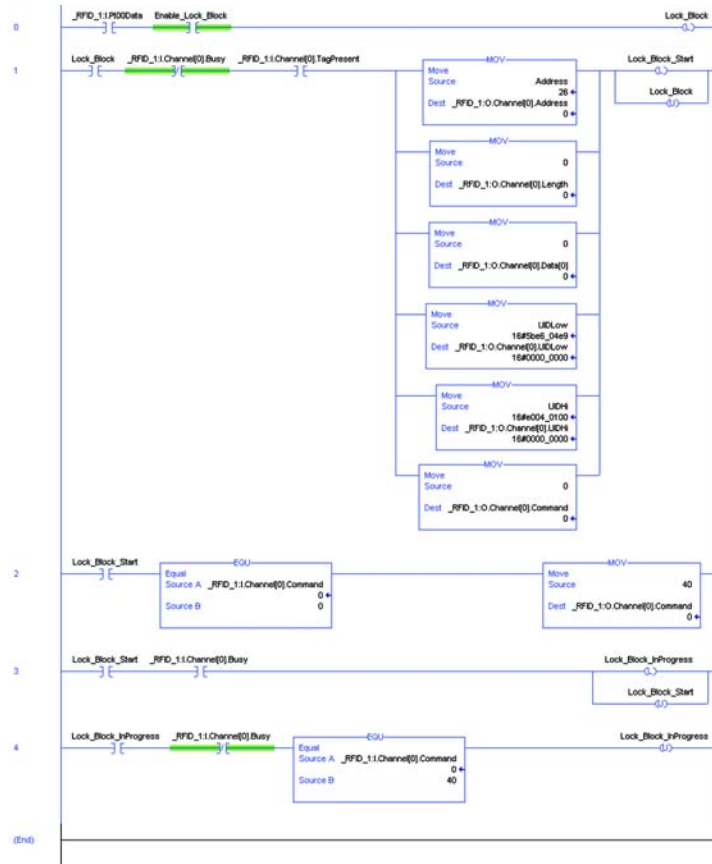 0
_RFID_1:I.Pt00Data Enable_Lock_Block Lock_Block
L
1
Lock_Block _RFID_1:I.Channel[0].Busy _RFID_1:I.Channel[0].TagPresent
MOV
Move
Source Address
26
Dest _RFID_1:O.Channel[0].Address
0
Lock_Block_Start
L
Lock_Block
U
MOV
Move
Source 0
Dest _RFID_1:O.Channel[0].Length
0
MOV
Move
Source 0
Dest _RFID_1:O.Channel[0].Data[0]
0
MOV
Move
Source UIDLow
16#5be6_04e9
Dest _RFID_1:O.Channel[0].UIDLow
16#0000_0000
MOV
Move
Source UIDHi
16#e004_0100
Dest _RFID_1:O.Channel[0].UIDHi
16#0000_0000
MOV
Move
Source 0
Dest _RFID_1:O.Channel[0].Command
0
2
Lock_Block_Start
EQU
Equal
Source A _RFID_1:I.Channel[0].Command
0
Source B 0
MOV
Move
Source 40
Dest _RFID_1:O.Channel[0].Command
0
3
Lock_Block_Start _RFID_1:I.Channel[0].Busy Lock_Block_InProgress
L
Lock_Block_Start
U
4
Lock_Block_InProgress _RFID_1:I.Channel[0].Busy
EQU
Equal
Source A _RFID_1:I.Channel[0].Command
0
Source B 40
Lock_Block_InProgress
U
(End)